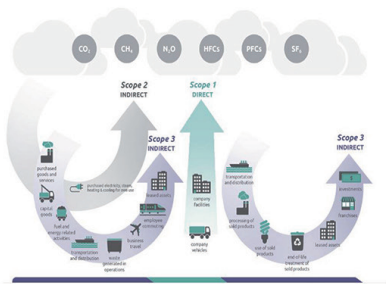 CO₂
CH₄
N₂O
HFCs
PFCs
SF₆
Scope 2
INDIRECT
Scope 1
DIRECT
Scope 3
INDIRECT
Scope 3
INDIRECT
purchased
goods and
services
capital
goods
fuel and
energy related
activities
transportation
and distribution
waste
generated in
operations
business
travel
employee
commuting
leased assets
purchased electricity, steam,
heating & cooling for own use
company
facilities
company
vehicles
transportation
and distribution
processing of
sold products
use of sold
products
end-of-life
treatment of
sold products
leased assets
franchises
investments